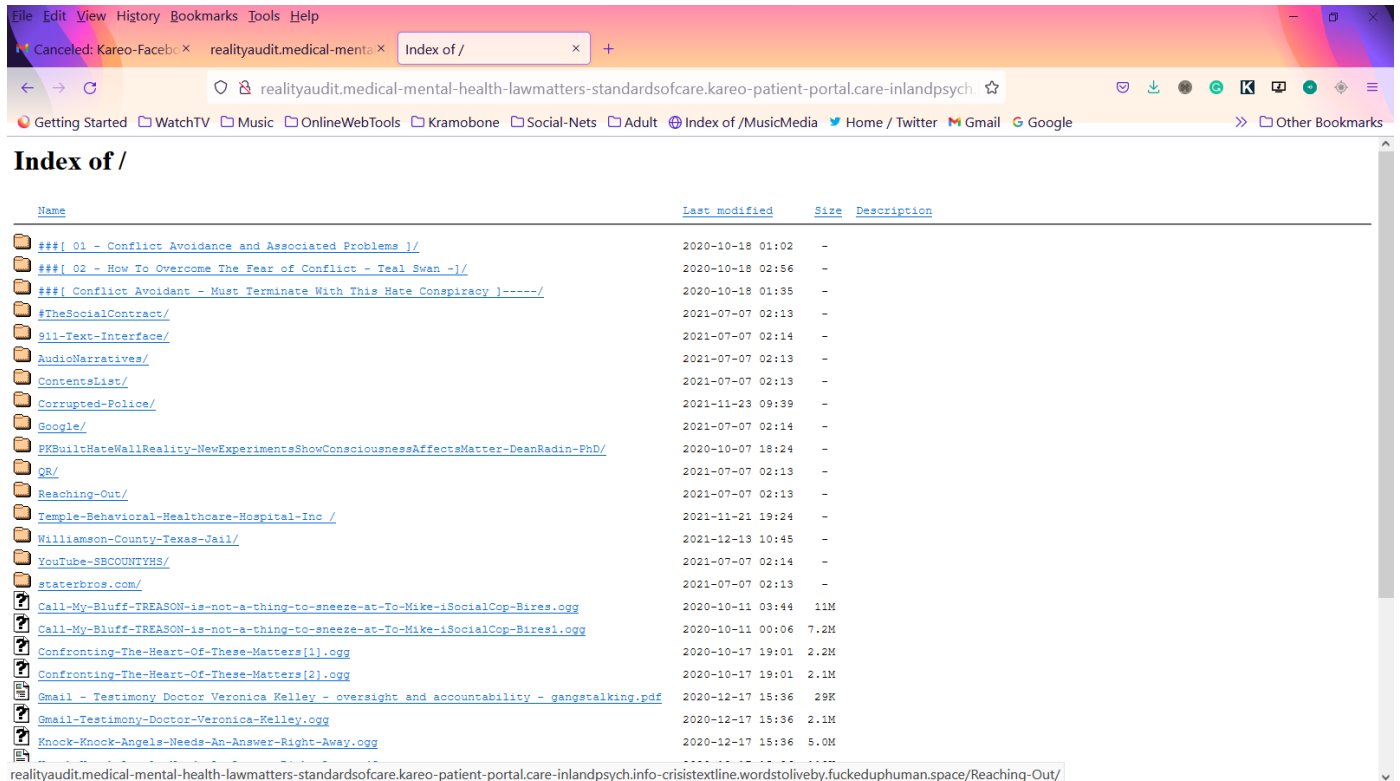 File Edit View History Bookmarks Tools Help
Canceled: Kareo-Facebo × realityaudit.medical-menta × Index of / × +
realityaudit.medical-mental-health-lawmatters-standardsofcare.kareo-patient-portal.care-inlandpsych.
Getting Started WatchTV Music OnlineWebTools Kramobone Social-Nets Adult Index of /MusicMedia Home / Twitter Gmail Google Other Bookmarks
Index of /
Name Last modified Size Description
###[ 01 - Conflict Avoidance and Associated Problems ]/ 2020-10-18 01:02 -
###[ 02 - How To Overcome The Fear of Conflict - Teal Swan -]/ 2020-10-18 02:56 -
###[ Conflict Avoidant - Must Terminate With This Hate Conspiracy ]-----/ 2020-10-18 01:35 -
#TheSocialContract/ 2021-07-07 02:13 -
911-Text-Interface/ 2021-07-07 02:14 -
AudioNarratives/ 2021-07-07 02:13 -
ContentsList/ 2021-07-07 02:13 -
Corrupted-Police/ 2021-11-23 09:39 -
Google/ 2021-07-07 02:14 -
PKBuiltHateWallReality-NewExperimentsShowConsciousnessAffectsMatter-DeanRadin-PhD/ 2020-10-07 18:24 -
QR/ 2021-07-07 02:13 -
Reaching-Out/ 2021-07-07 02:13 -
Temple-Behavioral-Healthcare-Hospital-Inc / 2021-11-21 19:24 -
Williamson-County-Texas-Jail/ 2021-12-13 10:45 -
YouTube-SBCOUNTYHS/ 2021-07-07 02:14 -
staterbros.com/ 2021-07-07 02:13 -
Call-My-Bluff-TREASON-is-not-a-thing-to-sneeze-at-To-Mike-iSocialCop-Bires.ogg 2020-10-11 03:44 11M
Call-My-Bluff-TREASON-is-not-a-thing-to-sneeze-at-To-Mike-iSocialCop-Bires1.ogg 2020-10-11 00:06 7.2M
Confronting-The-Heart-Of-These-Matters[1].ogg 2020-10-17 19:01 2.2M
Confronting-The-Heart-Of-These-Matters[2].ogg 2020-10-17 19:01 2.1M
Gmail - Testimony Doctor Veronica Kelley - oversight and accountability - gangstalking.pdf 2020-12-17 15:36 29K
Gmail-Testimony-Doctor-Veronica-Kelley.ogg 2020-12-17 15:36 2.1M
Knock-Knock-Angels-Needs-An-Answer-Right-Away.ogg 2020-12-17 15:36 5.0M
realityaudit.medical-mental-health-lawmatters-standardsofcare.kareo-patient-portal.care-inlandpsych.info-crisistextline.wordstoliveby.fuckeduphuman.space/Reaching-Out/